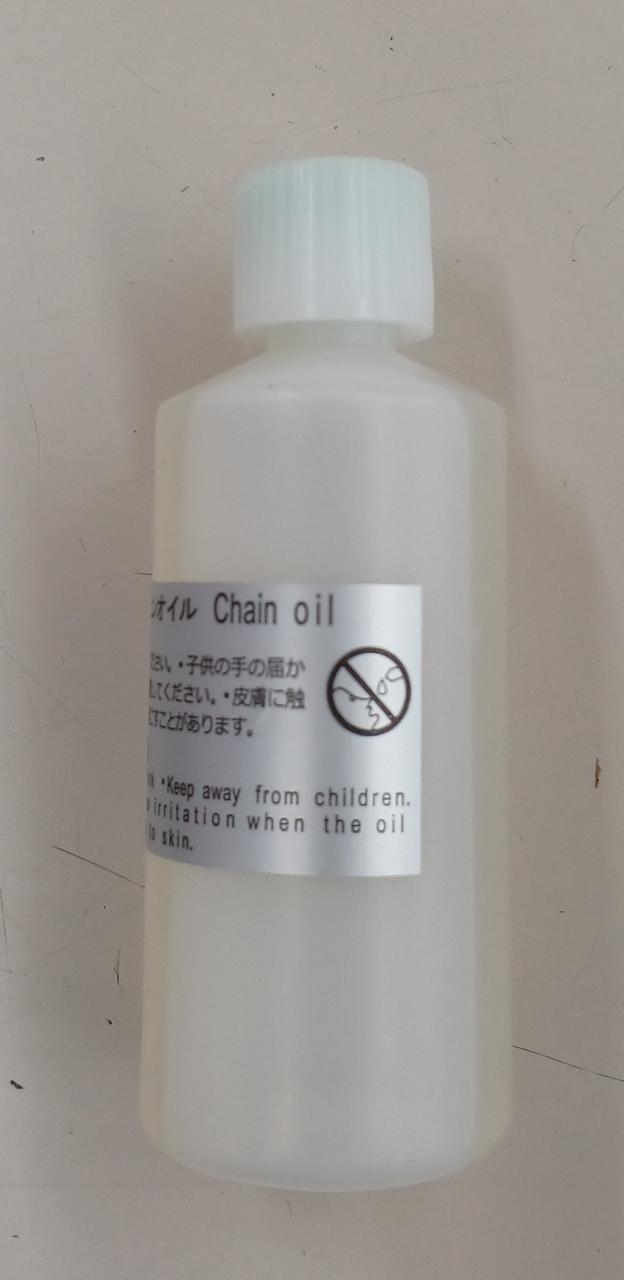 オイル Chain oil
さい。・子供の手の届か
してください。・皮膚に触
すことがあります。
・Keep away from children.
irritation when the oil
to skin.